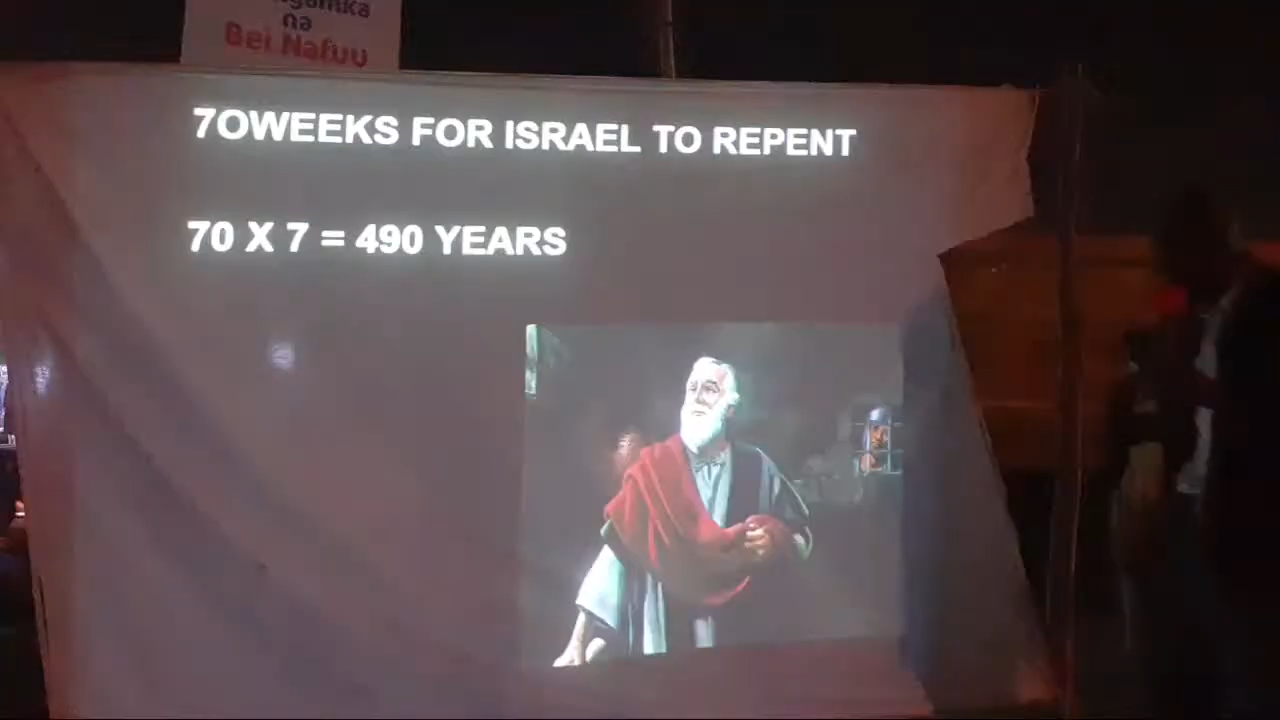 na
Bei Nafuu
7OWEEKS FOR ISRAEL TO REPENT
70 X 7 = 490 YEARS